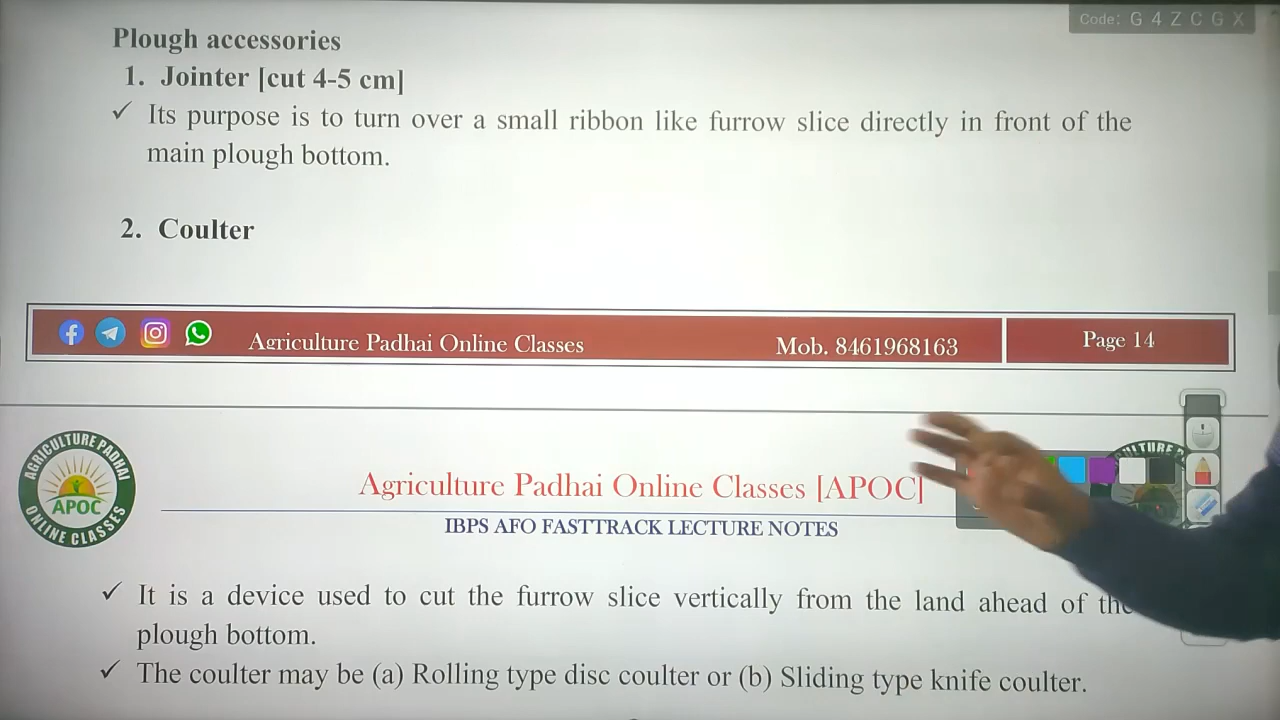 Code: G 4 Z C G X
Plough accessories
1. Jointer [cut 4-5 cm]
✓ Its purpose is to turn over a small ribbon like furrow slice directly in front of the
main plough bottom.
2. Coulter
Agriculture Padhai Online Classes Mob. 8461968163 Page 14
AGRICULTURE PADHAI
APOC
ONLINE CLASSES
Agriculture Padhai Online Classes [APOC]
IBPS AFO FASTTRACK LECTURE NOTES
✓ It is a device used to cut the furrow slice vertically from the land ahead of the
plough bottom.
✓ The coulter may be (a) Rolling type disc coulter or (b) Sliding type knife coulter.